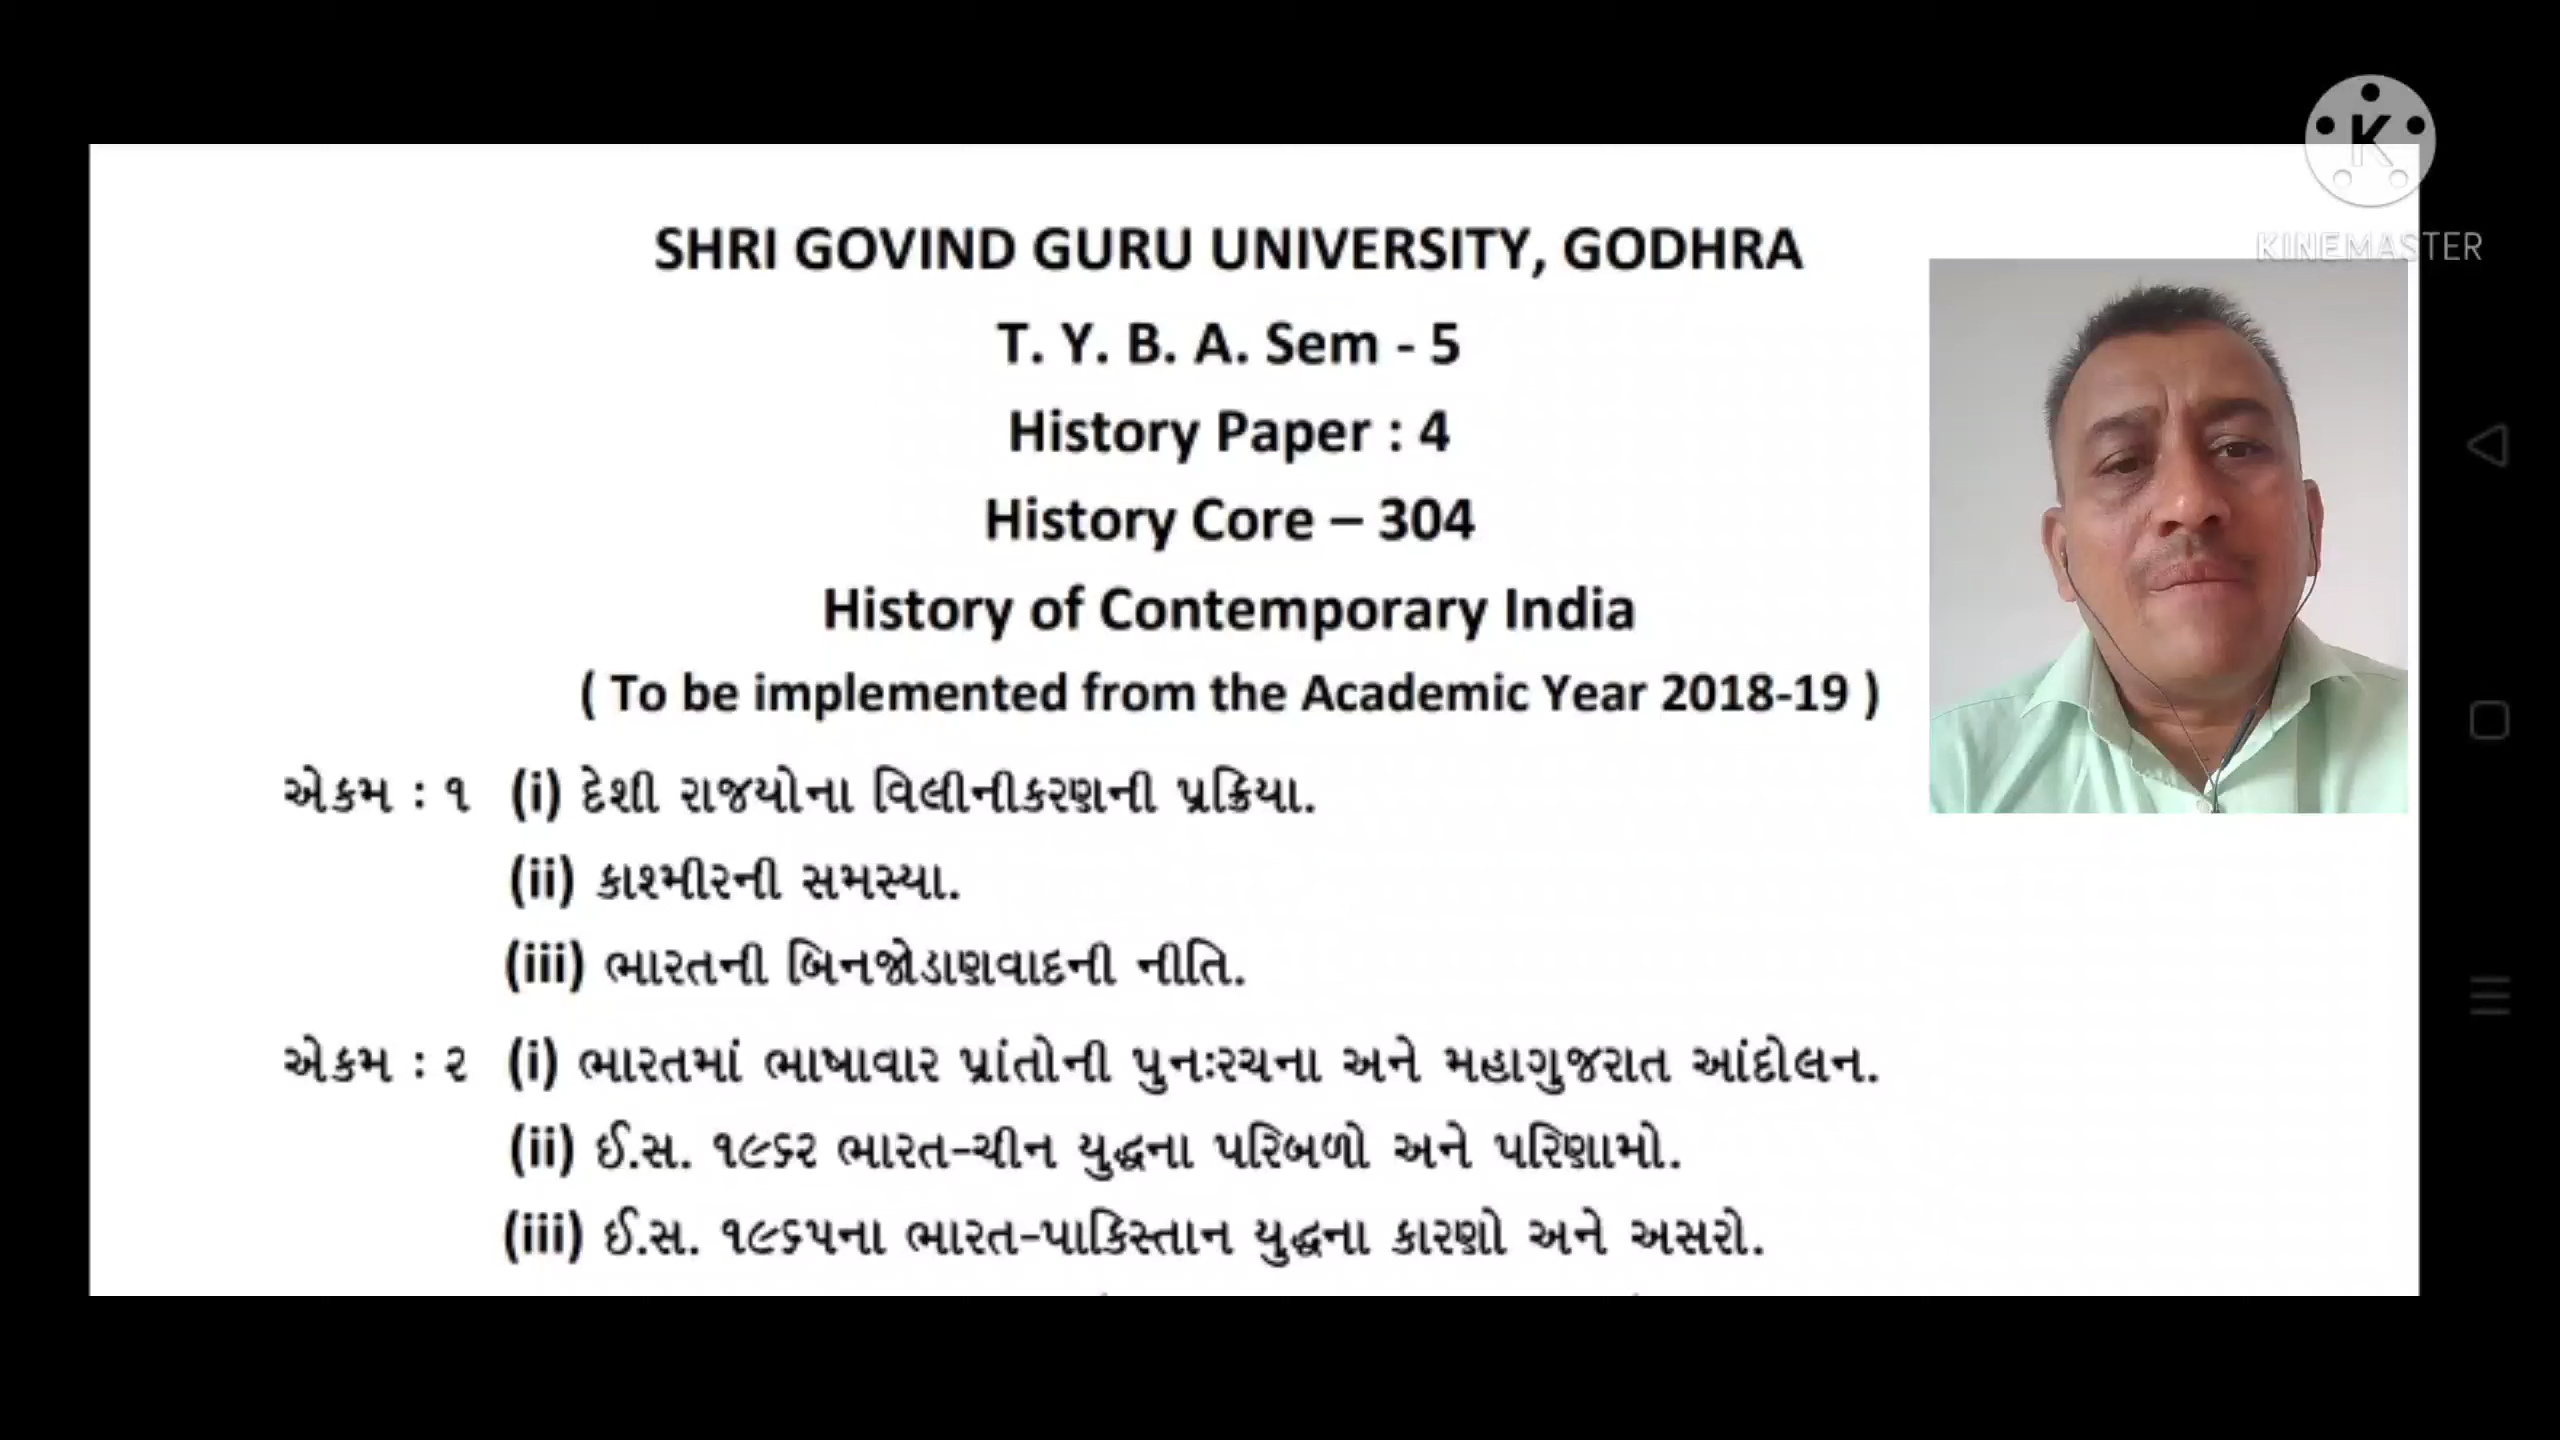 K
KINEMASTER
SHRI GOVIND GURU UNIVERSITY, GODHRA
T. Y. B. A. Sem - 5
History Paper : 4
History Core – 304
History of Contemporary India
( To be implemented from the Academic Year 2018-19 )
એકમ : ૧ (i) દેશી રાજયોના વિલીનીકરણની પ્રક્રિયા.
(ii) કાશ્મીરની સમસ્યા.
(iii) ભારતની બિનજોડાણવાદની નીતિ.
એકમ : ૨ (i) ભારતમાં ભાષાવાર પ્રાંતોની પુનઃરચના અને મહાગુજરાત આંદોલન.
(ii) ઈ.સ. ૧૯૬૨ ભારત-ચીન યુદ્ધના પરિબળો અને પરિણામો.
(iii) ઈ.સ. ૧૯૬૫ના ભારત-પાકિસ્તાન યુદ્ધના કારણો અને અસરો.